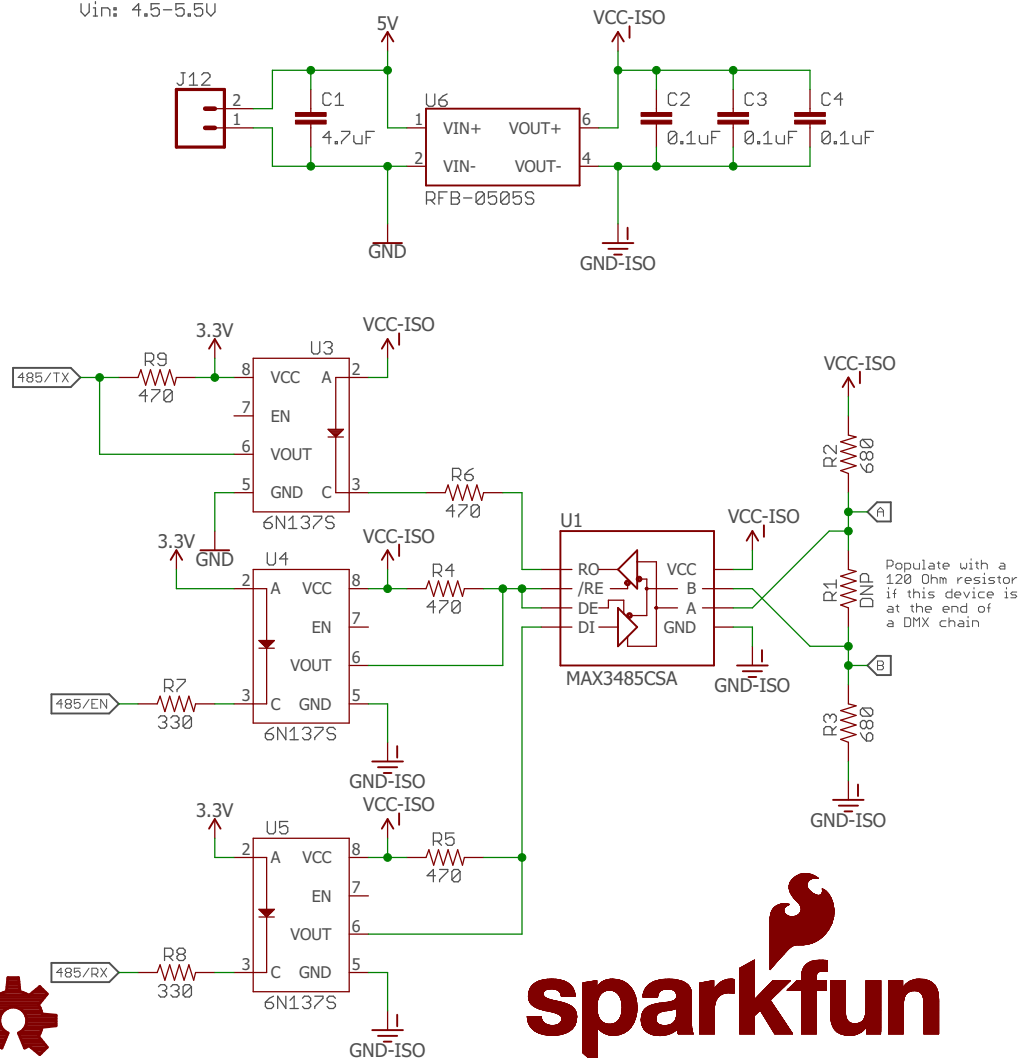 Vin: 4.5-5.5V
5V
VCC-ISO
J12
2
1
C1
4.7uF
U6
1
VIN+
VOUT+
6
2
VIN-
VOUT-
4
RFB-0505S
C2
0.1uF
C3
0.1uF
C4
0.1uF
GND
GND-ISO
3.3V
VCC-ISO
U3
485/TX
R9
470
8
VCC
A
2
7
EN
6
VOUT
5
GND
C
3
6N137S
GND
R6
470
3.3V
U4
VCC-ISO
2
A
VCC
8
R4
470
EN
7
VOUT
6
485/EN
R7
330
3
C
GND
5
6N137S
GND-ISO
U1
VCC-ISO
RO
VCC
/RE
B
DE
A
DI
GND
MAX3485CSA
GND-ISO
VCC-ISO
R2
680
A
R1
DNP
Populate with a
120 Ohm resistor
if this device is
at the end of
a DMX chain
B
R3
680
GND-ISO
3.3V
U5
VCC-ISO
2
A
VCC
8
R5
470
EN
7
VOUT
6
485/RX
R8
330
3
C
GND
5
6N137S
GND-ISO
sparkfun